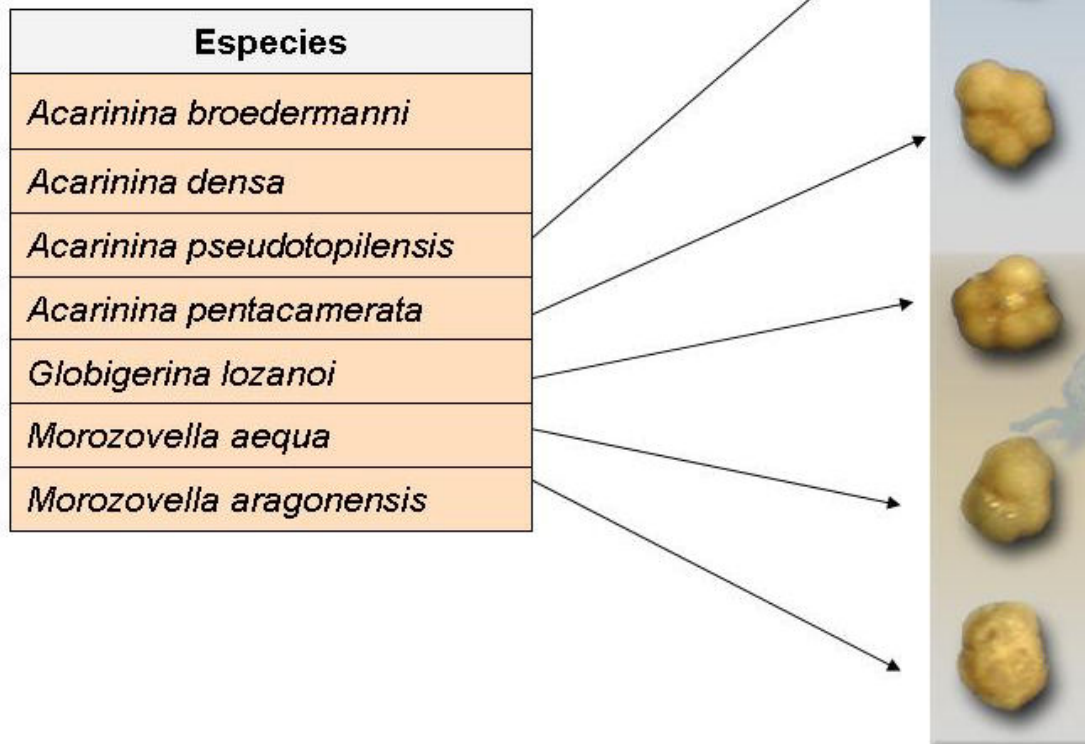 Especies
Acarinina broedermanni
Acarinina densa
Acarinina pseudotopilensis
Acarinina pentacamerata
Globigerina lozanoi
Morozovella aequa
Morozovella aragonensis